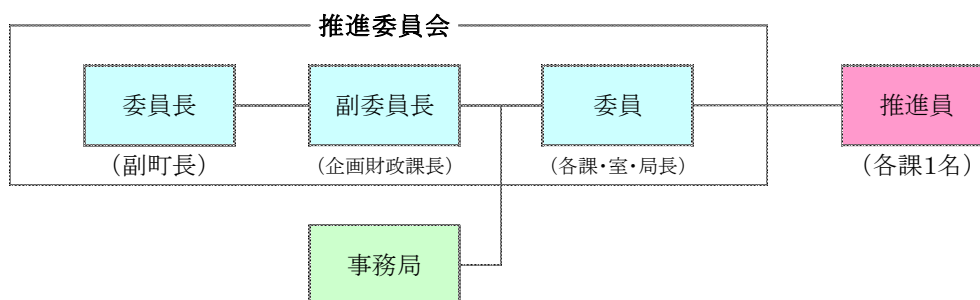 推進委員会
委員長
副委員長
委員
推進員
（副町長）
（企画財政課長）
（各課・室・局長）
（各課1名）
事務局